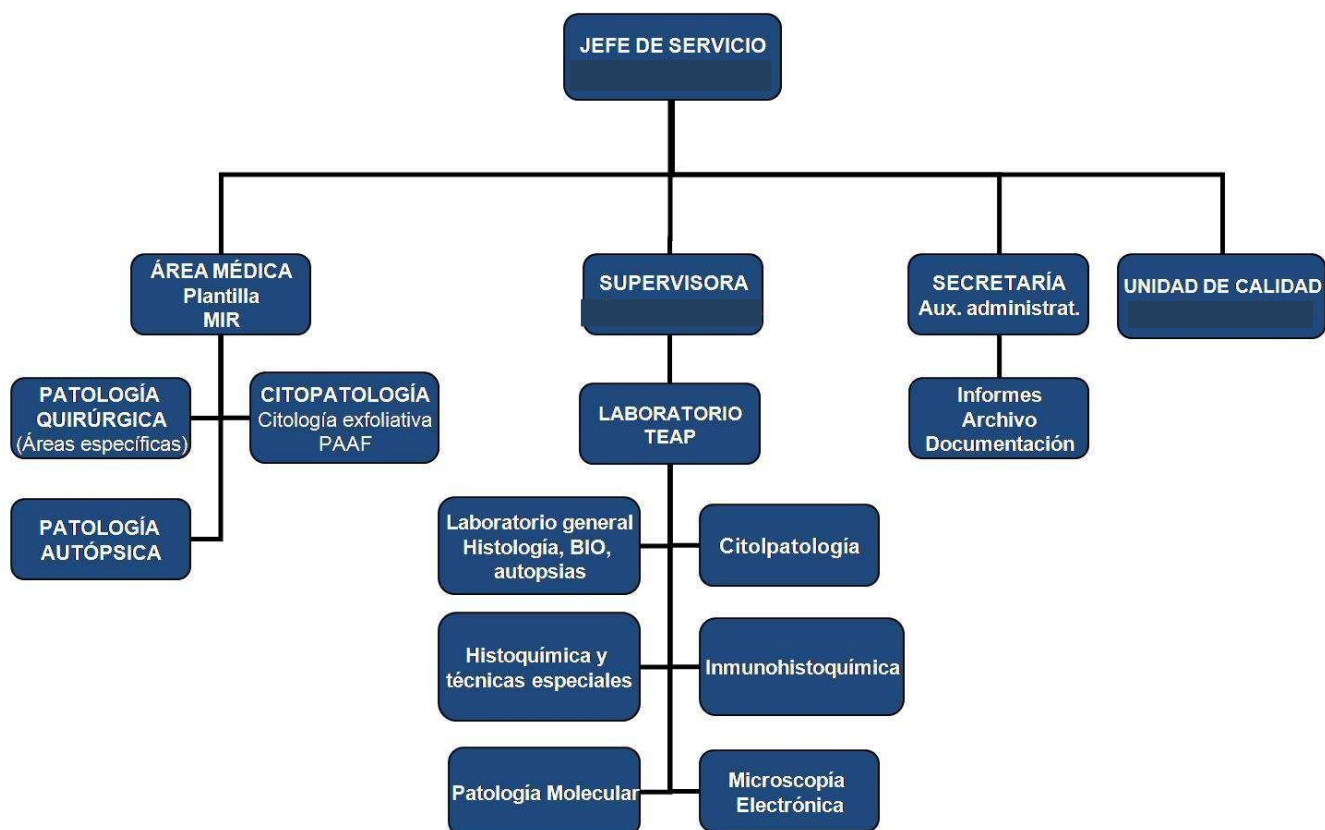 JEFE DE SERVICIO
ÁREA MÉDICA
Plantilla
MIR
SUPERVISORA
SECRETARÍA
Aux. administrat.
UNIDAD DE CALIDAD
PATOLOGÍA
QUIRÚRGICA
(Áreas específicas)
CITOPATOLOGÍA
Citología exfoliativa
PAAF
LABORATORIO
TEAP
Informes
Archivo
Documentación
PATOLOGÍA
AUTÓPSICA
Laboratorio general
Histología, BIO,
autopsias
Citolpatología
Histoquímica y
técnicas especiales
Inmunohistoquímica
Patología Molecular
Microscopía
Electrónica